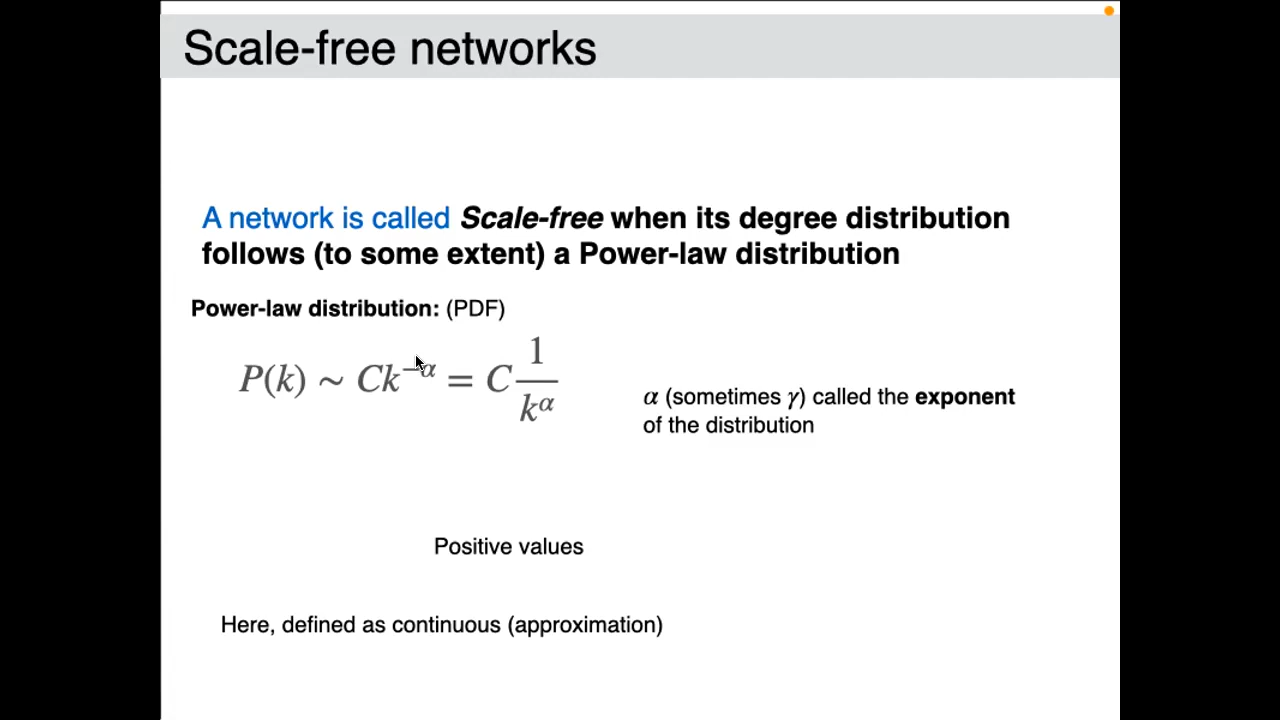 Scale-free networks
A network is called Scale-free when its degree distribution
follows (to some extent) a Power-law distribution
Power-law distribution: (PDF)
P(k) ∼ Ck^{−α} = C \frac{1}{k^α}
α (sometimes γ) called the exponent
of the distribution
Positive values
Here, defined as continuous (approximation)